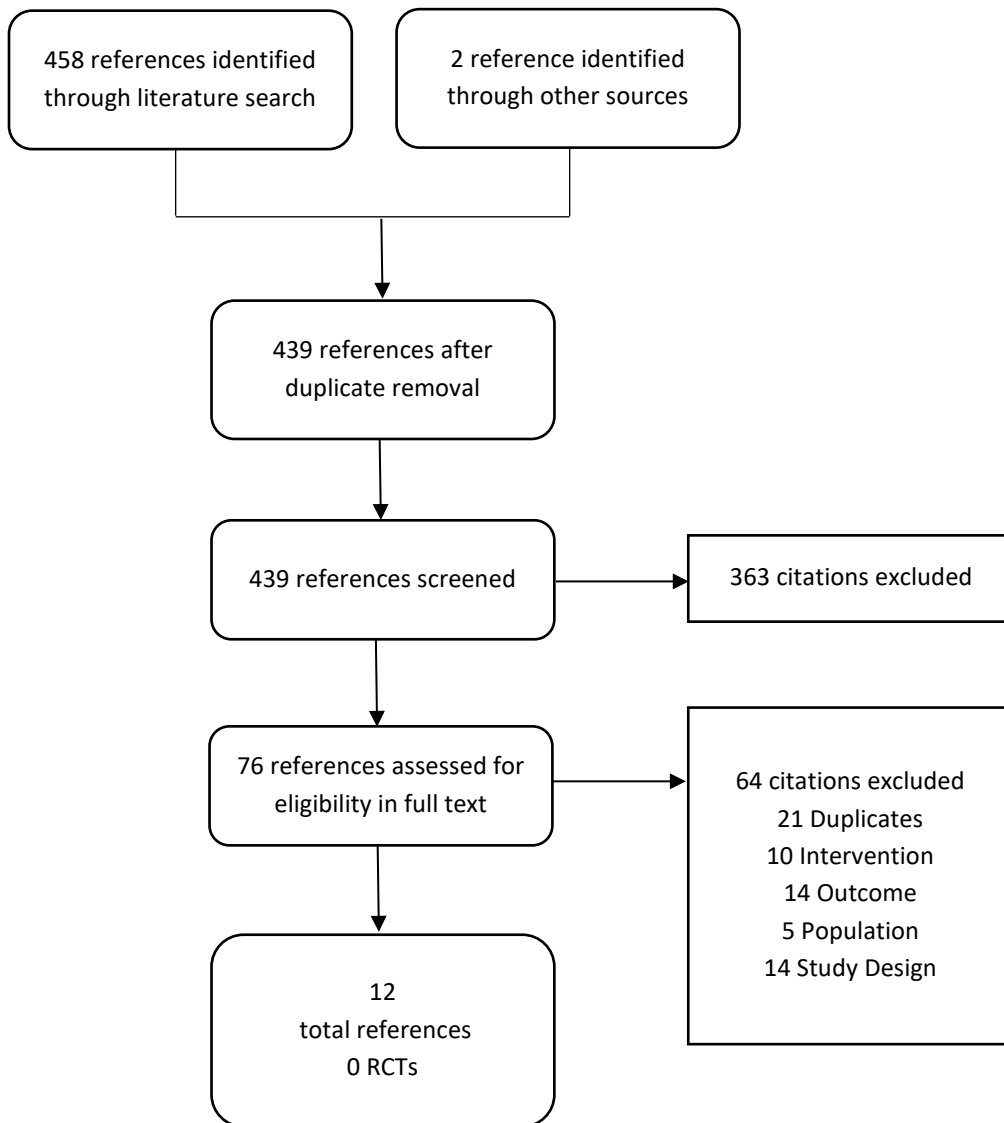 458 references identified
through literature search
2 reference identified
through other sources
439 references after
duplicate removal
439 references screened
363 citations excluded
76 references assessed for
eligibility in full text
64 citations excluded
21 Duplicates
10 Intervention
14 Outcome
5 Population
14 Study Design
12
total references
0 RCTs